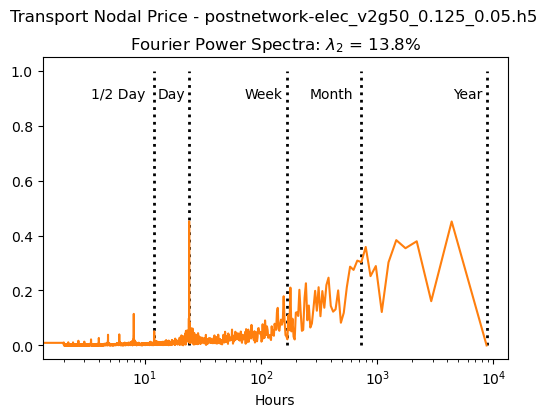 Transport Nodal Price - postnetwork-elec_v2g50_0.125_0.05.h5
Fourier Power Spectra: λ₂ = 13.8%
1.0
1/2 Day Day Week Month Year
0.8
0.6
0.4
0.2
0.0
10¹ 10² 10³ 10⁴
Hours